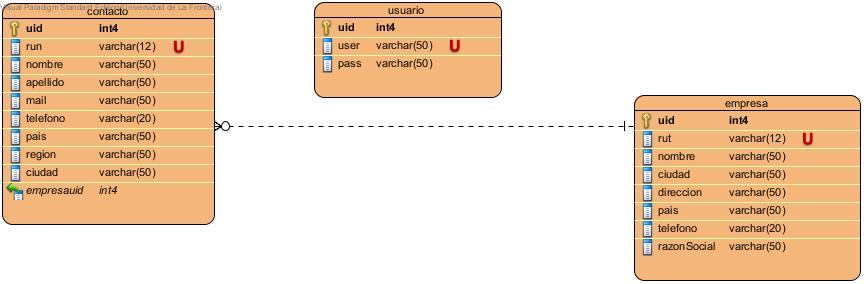 Visual Paradigm Standard Edition(Universidad de La Frontera)
contacto
uid int4
run varchar(12) U
nombre varchar(50)
apellido varchar(50)
mail varchar(50)
telefono varchar(20)
pais varchar(50)
region varchar(50)
ciudad varchar(50)
empresauid int4
usuario
uid int4
user varchar(50) U
pass varchar(50)
empresa
uid int4
rut varchar(12) U
nombre varchar(50)
ciudad varchar(50)
direccion varchar(50)
pais varchar(50)
telefono varchar(20)
razonSocial varchar(50)